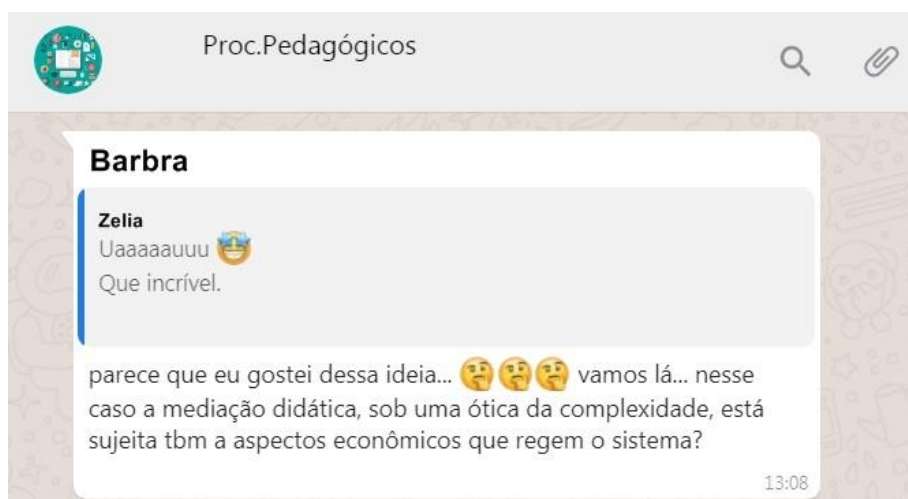 Proc.Pedagógicos
Barbra
Zelia
Uaaaaauuu 🤩
Que incrível.
parece que eu gostei dessa ideia... 🤔🤔🤔 vamos lá... nesse
caso a mediação didática, sob uma ótica da complexidade, está
sujeita tbm a aspectos econômicos que regem o sistema?
13:08